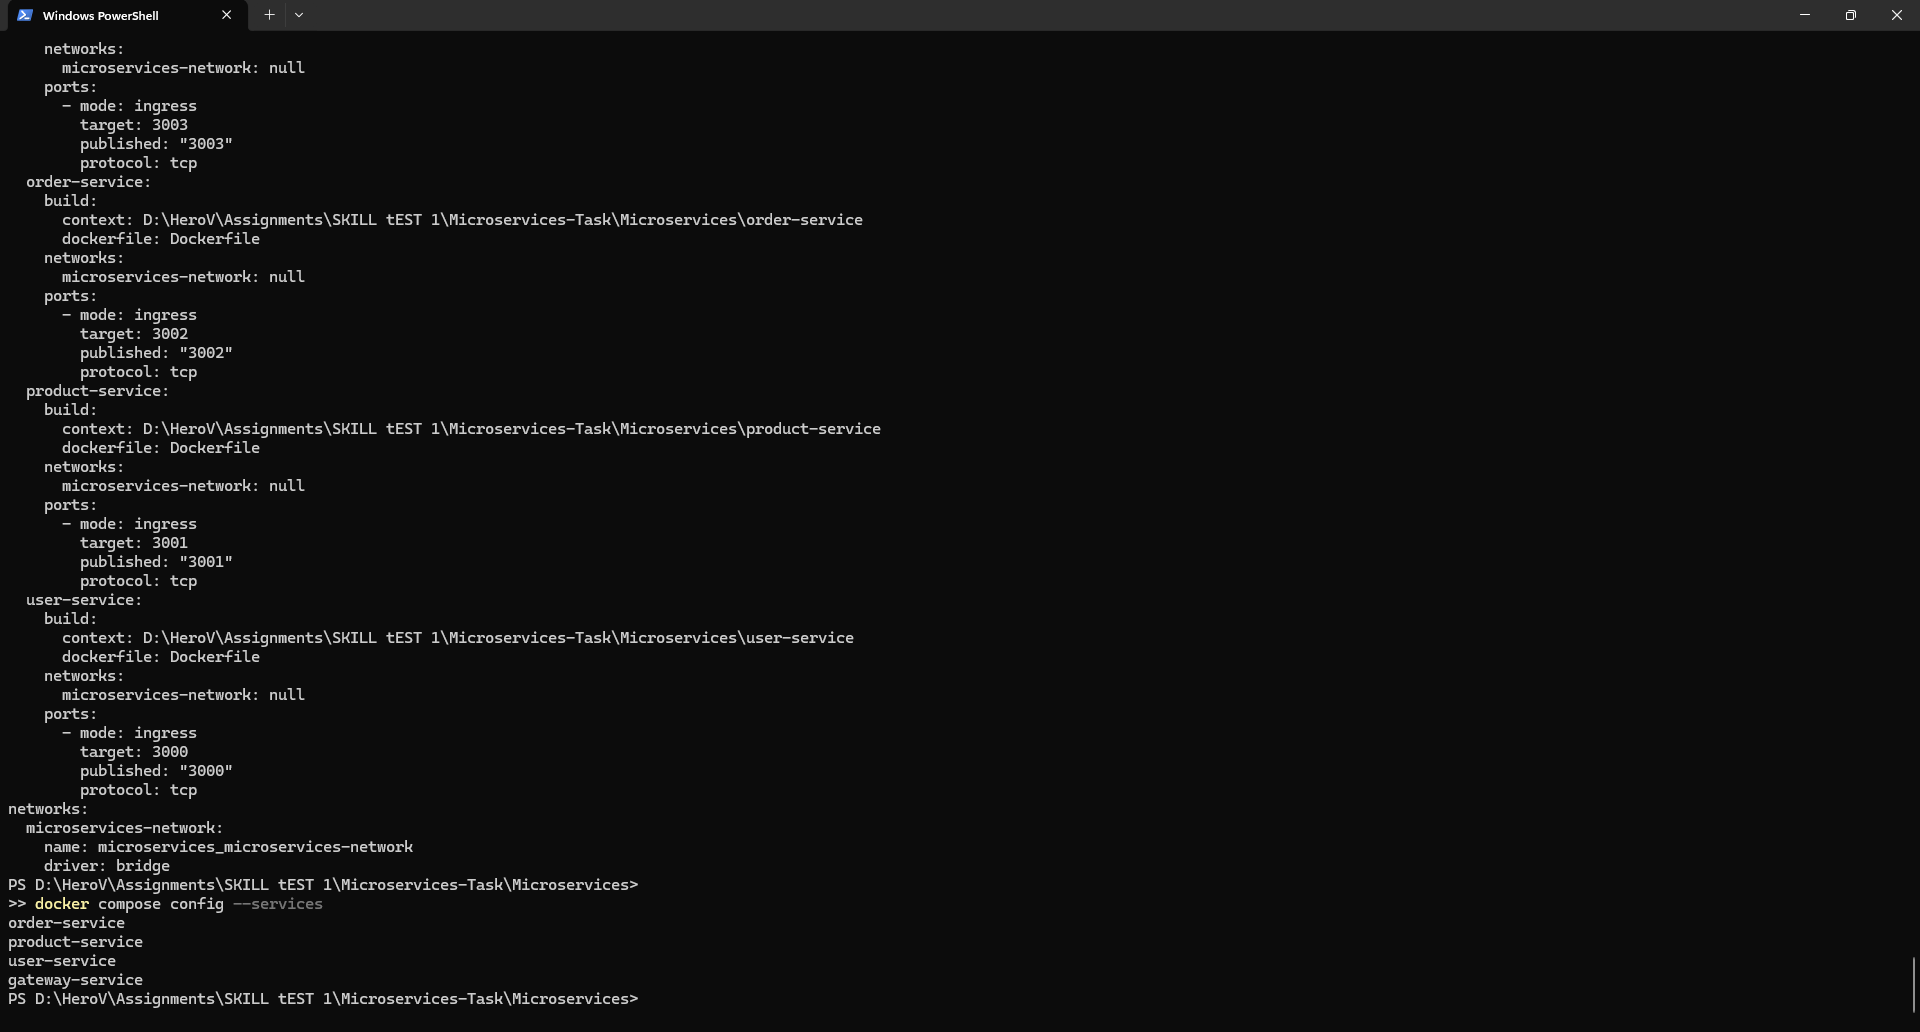 Windows PowerShell
networks:
microservices-network: null
ports:
- mode: ingress
target: 3003
published: "3003"
protocol: tcp
order-service:
build:
context: D:\HeroV\Assignments\SKILL tEST 1\Microservices-Task\Microservices\order-service
dockerfile: Dockerfile
networks:
microservices-network: null
ports:
- mode: ingress
target: 3002
published: "3002"
protocol: tcp
product-service:
build:
context: D:\HeroV\Assignments\SKILL tEST 1\Microservices-Task\Microservices\product-service
dockerfile: Dockerfile
networks:
microservices-network: null
ports:
- mode: ingress
target: 3001
published: "3001"
protocol: tcp
user-service:
build:
context: D:\HeroV\Assignments\SKILL tEST 1\Microservices-Task\Microservices\user-service
dockerfile: Dockerfile
networks:
microservices-network: null
ports:
- mode: ingress
target: 3000
published: "3000"
protocol: tcp
networks:
microservices-network:
name: microservices_microservices-network
driver: bridge
PS D:\HeroV\Assignments\SKILL tEST 1\Microservices-Task\Microservices>
>> docker compose config --services
order-service
product-service
user-service
gateway-service
PS D:\HeroV\Assignments\SKILL tEST 1\Microservices-Task\Microservices>